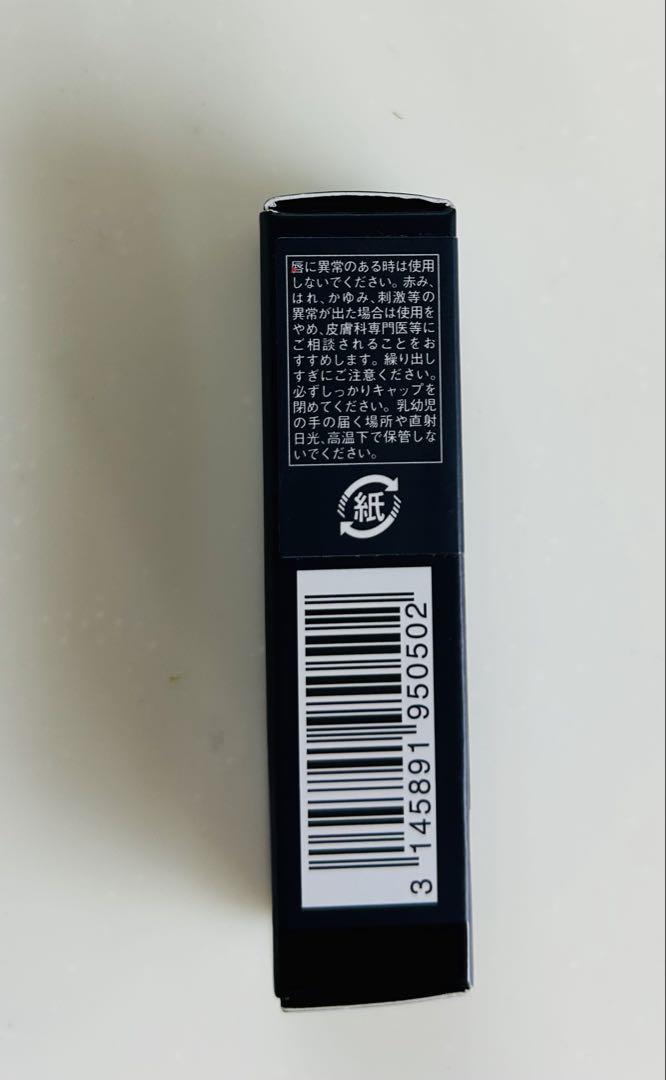 唇に異常のある時は使用
しないでください。赤み、
はれ、かゆみ、刺激等の
異常が出た場合は使用を
やめ、皮膚科専門医等に
ご相談されることをお
すすめします。繰り出し
すぎにご注意ください。
必ずしっかりキャップを
閉めてください。乳幼児
の手の届く場所や直射
日光、高温下で保管しな
いでください。
紙
3 145891 950502